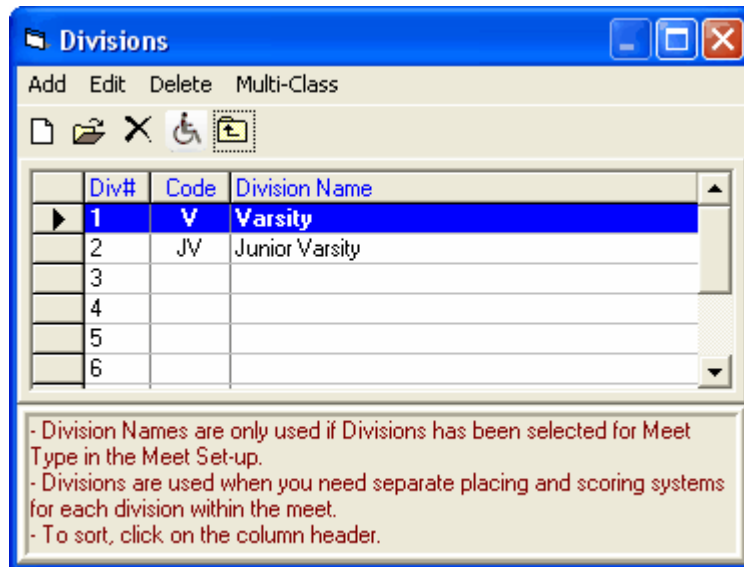 Divisions
Add Edit Delete Multi-Class
Div# Code Division Name
1 V Varsity
2 JV Junior Varsity
3
4
5
6
- Division Names are only used if Divisions has been selected for Meet
Type in the Meet Set-up.
- Divisions are used when you need separate placing and scoring systems
for each division within the meet.
- To sort, click on the column header.